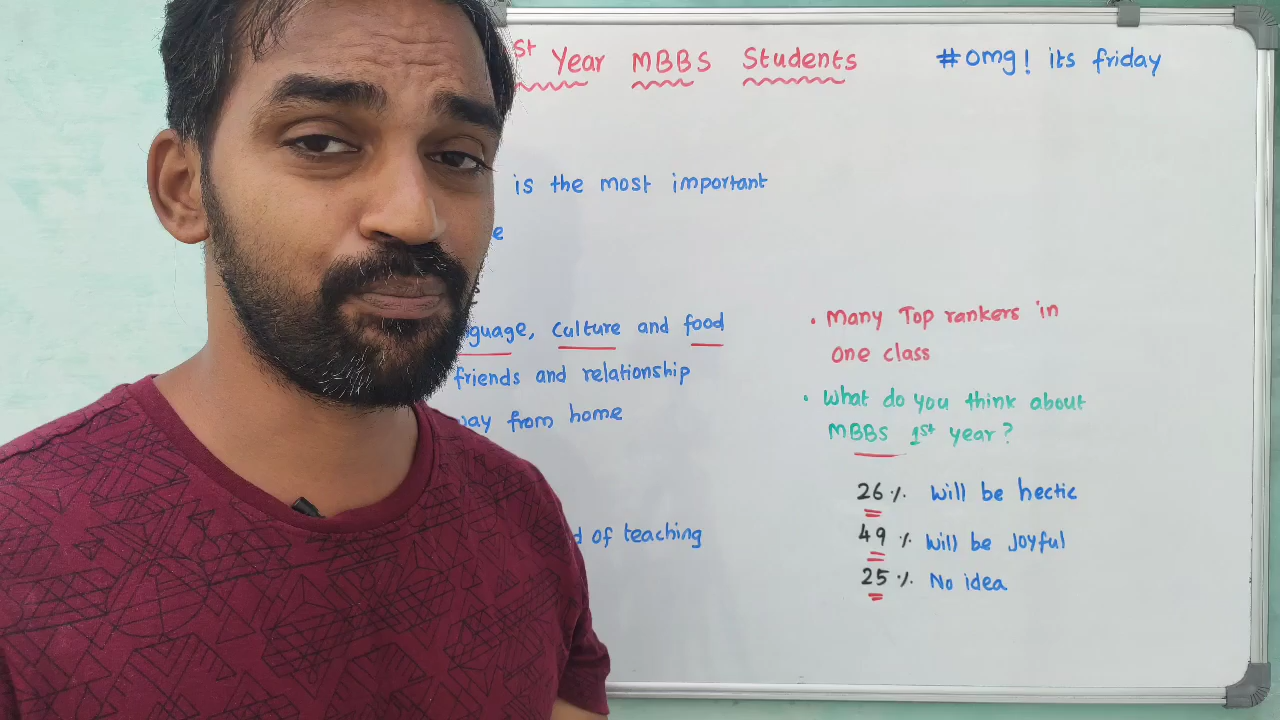 st Year MBBS Students
#omg! its friday
is the most important
e
guage, culture and food
friends and relationship
way from home
d of teaching
• Many Top rankers in
one class
• What do you think about
MBBS 1st year?
26 % will be hectic
49 % will be Joyful
25 % No idea